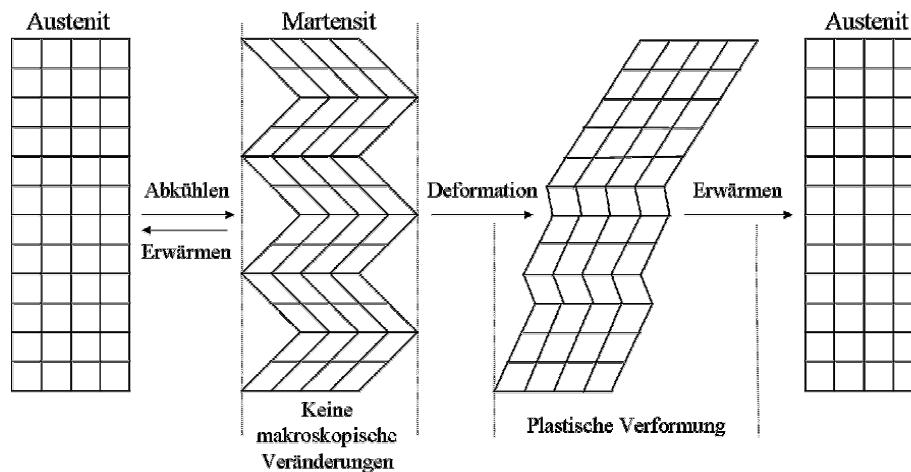 Austenit
Martensit
Austenit
Abkühlen
Erwärmen
Deformation
Erwärmen
Keine
makroskopische
Veränderungen
Plastische Verformung